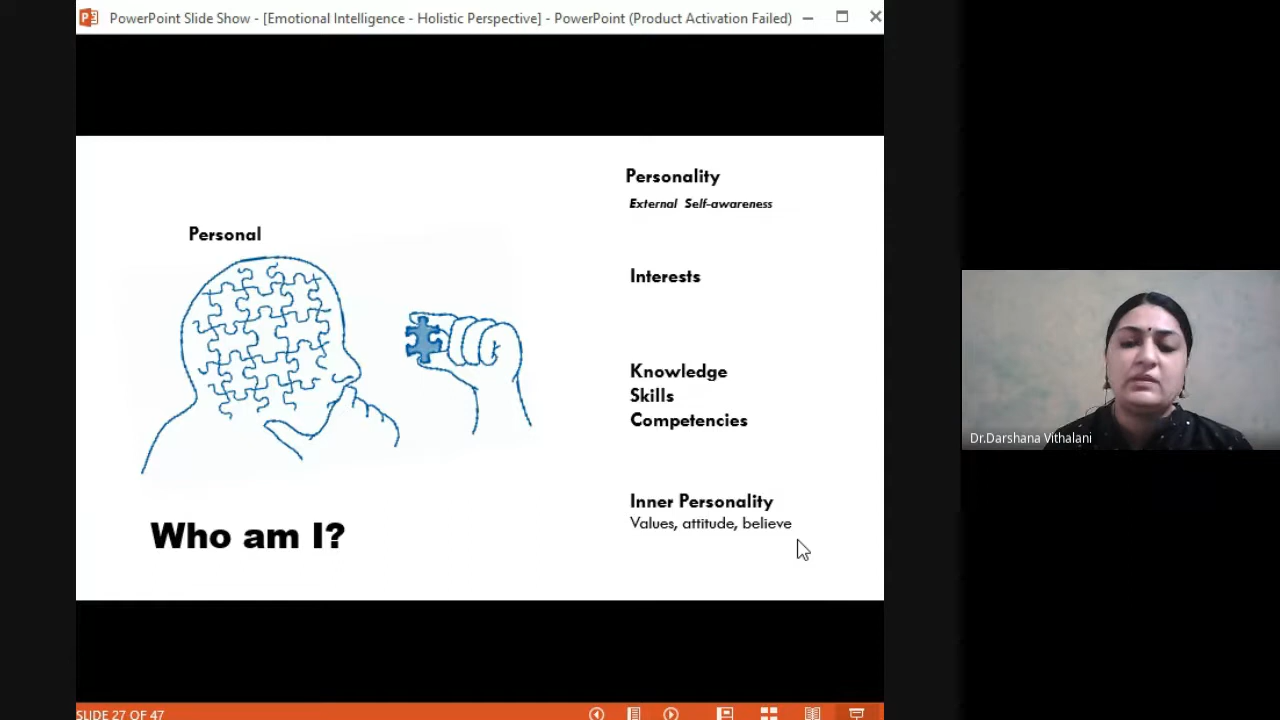 PowerPoint Slide Show - [Emotional Intelligence - Holistic Perspective] - PowerPoint (Product Activation Failed)
Personality
External Self-awareness
Personal
Interests
Knowledge
Skills
Competencies
Inner Personality
Values, attitude, believe
Who am I?
Dr.Darshana Vithalani
SLIDE 27 OF 47